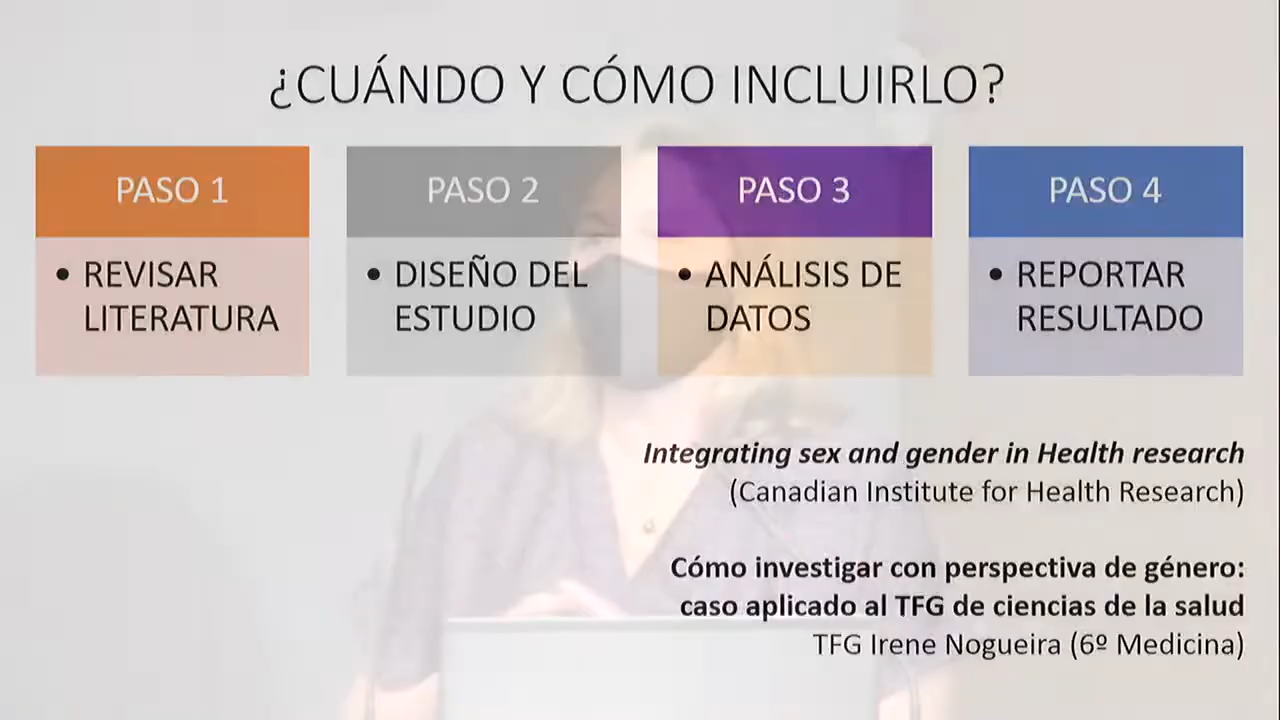 ¿CUÁNDO Y CÓMO INCLUIRLO?
PASO 1
• REVISAR
LITERATURA
PASO 2
• DISEÑO DEL
ESTUDIO
PASO 3
• ANÁLISIS DE
DATOS
PASO 4
• REPORTAR
RESULTADO
Integrating sex and gender in Health research
(Canadian Institute for Health Research)
Cómo investigar con perspectiva de género:
caso aplicado al TFG de ciencias de la salud
TFG Irene Nogueira (6º Medicina)